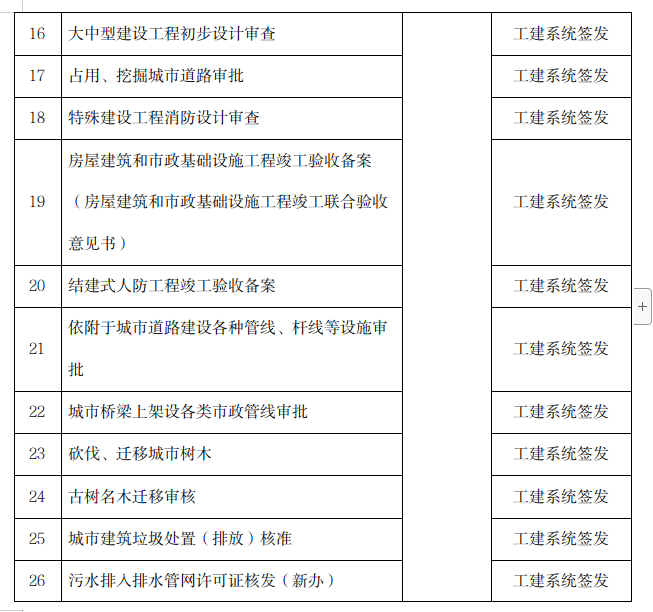 16 大中型建设工程初步设计审查 工建系统签发
17 占用、挖掘城市道路审批 工建系统签发
18 特殊建设工程消防设计审查 工建系统签发
房屋建筑和市政基础设施工程竣工验收备案
19 （房屋建筑和市政基础设施工程竣工联合验收 工建系统签发
意见书）
20 结建式人防工程竣工验收备案 工建系统签发
依附于城市道路建设各种管线、杆线等设施审
21 工建系统签发
批
22 城市桥梁上架设各类市政管线审批 工建系统签发
23 砍伐、迁移城市树木 工建系统签发
24 古树名木迁移审核 工建系统签发
25 城市建筑垃圾处置（排放）核准 工建系统签发
26 污水排入排水管网许可证核发（新办） 工建系统签发